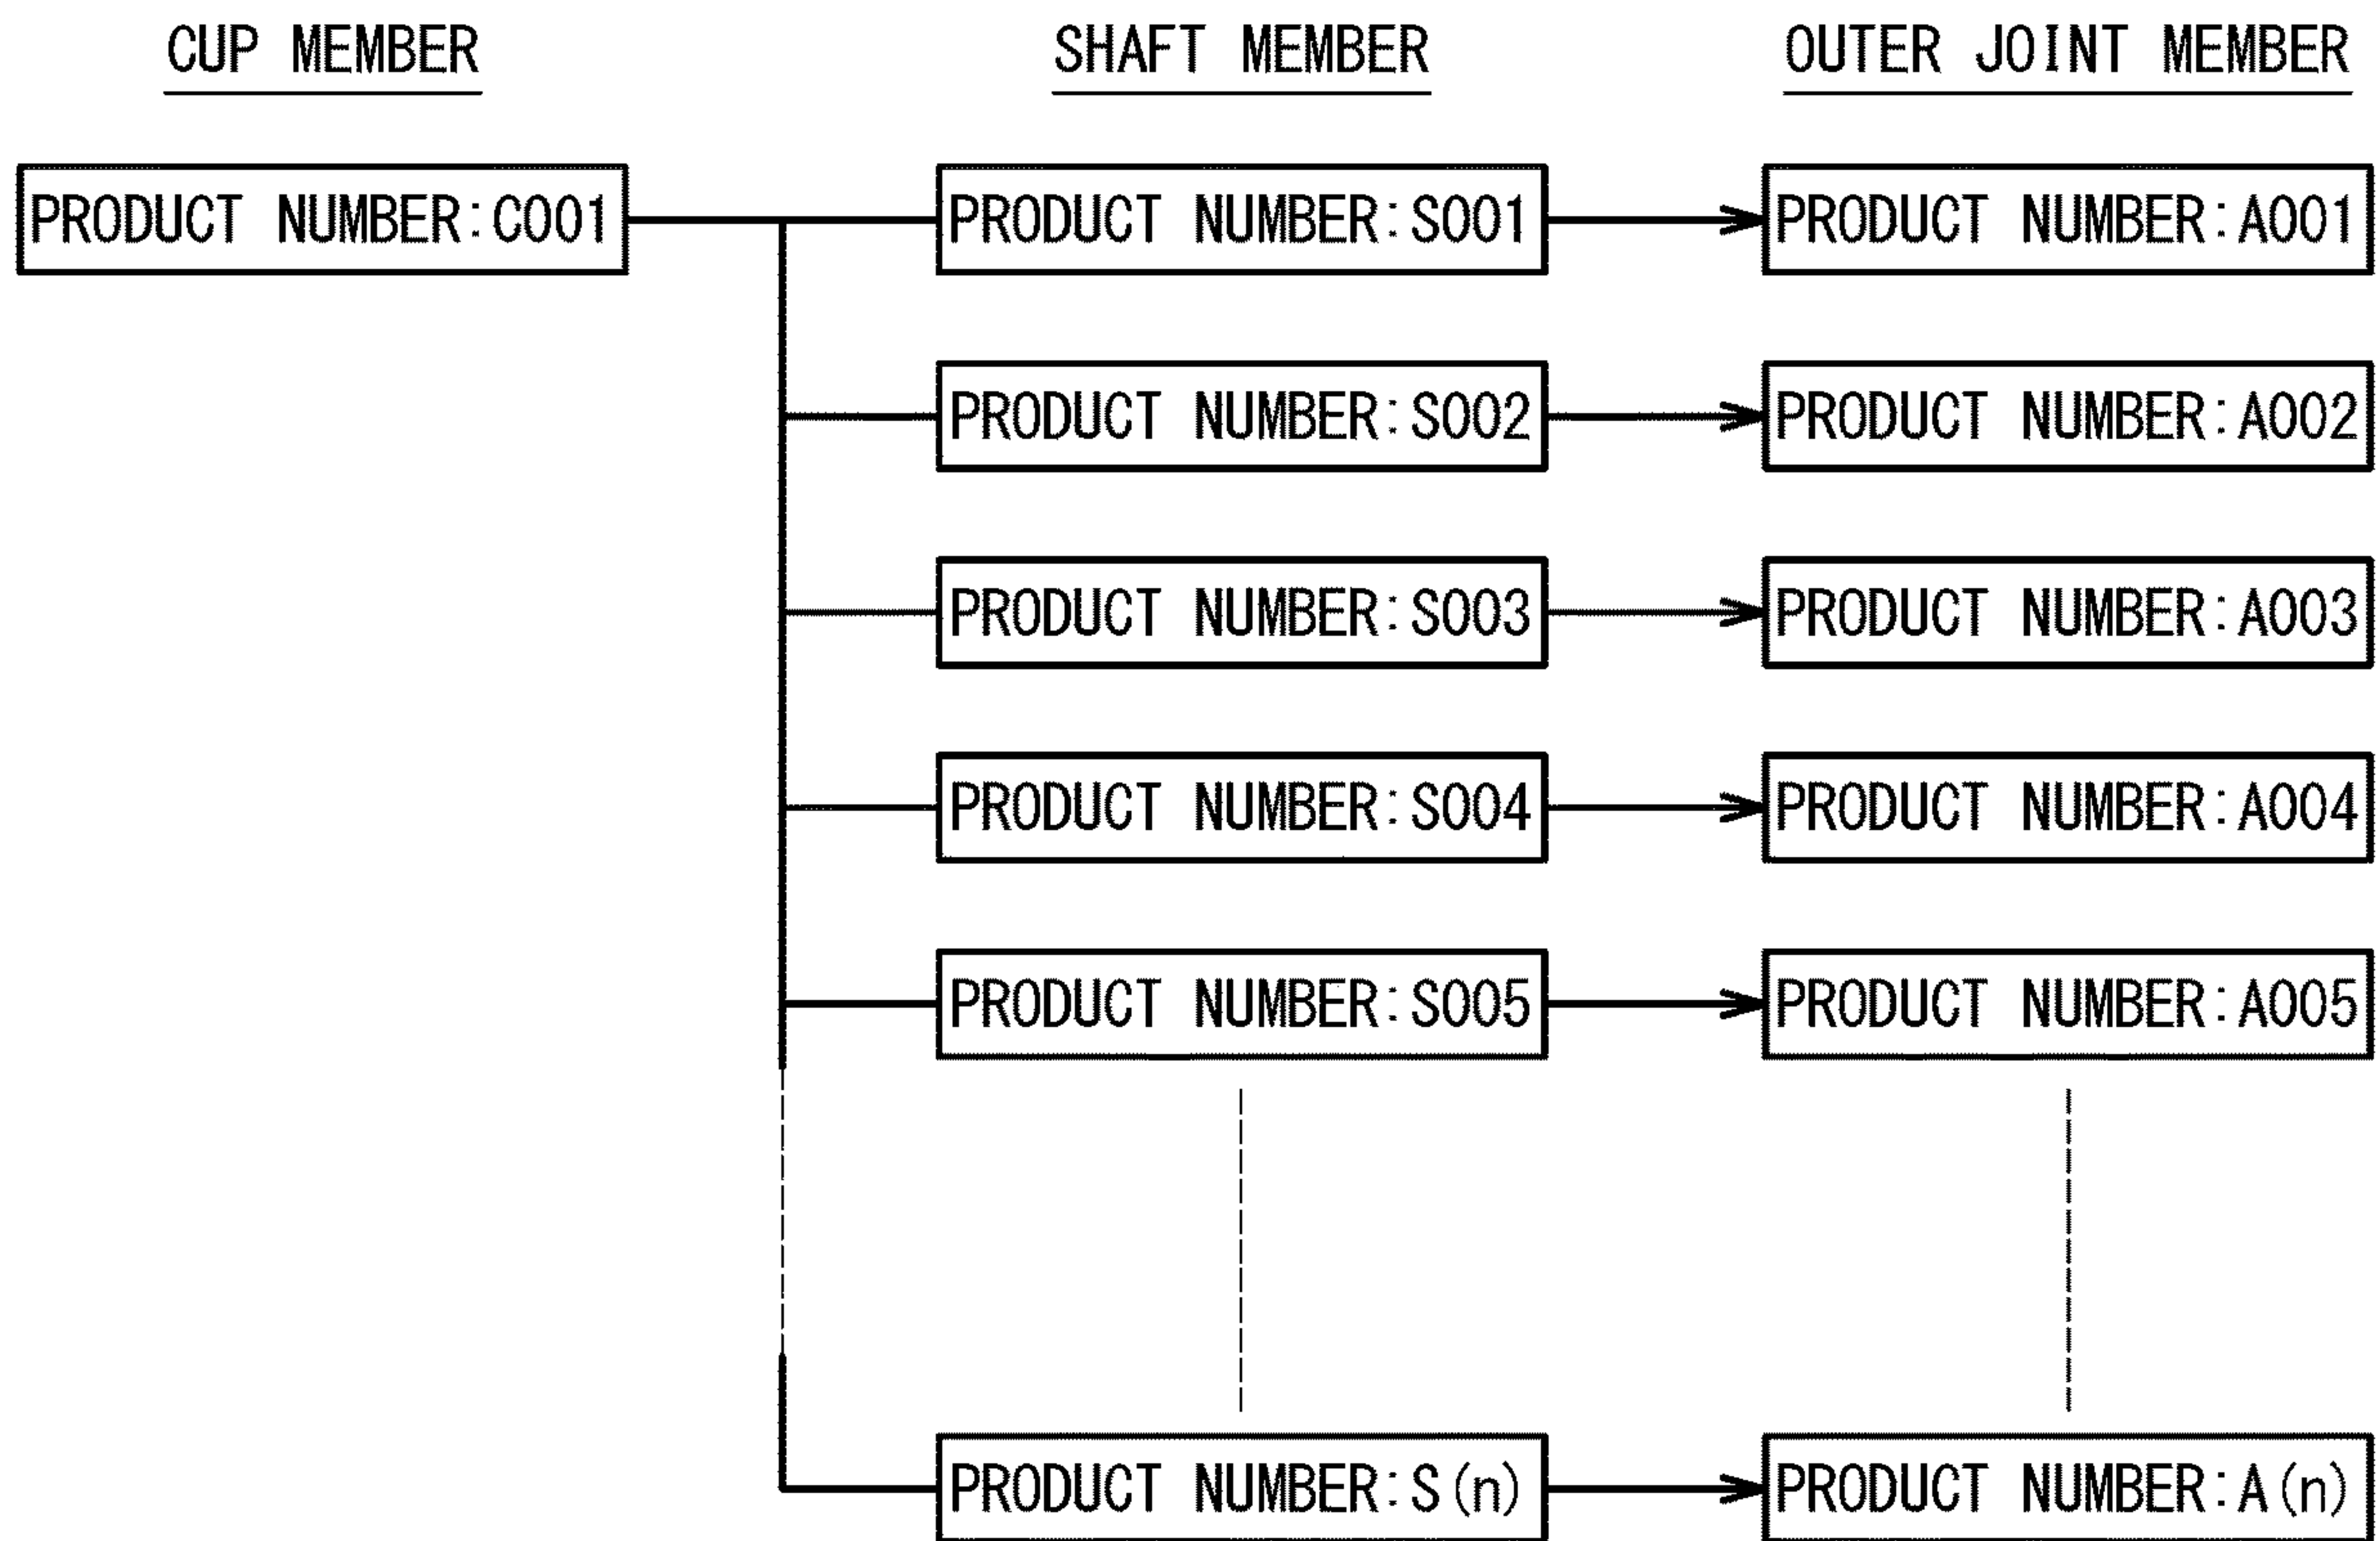 CUP MEMBER
SHAFT MEMBER
OUTER JOINT MEMBER
PRODUCT NUMBER:C001
PRODUCT NUMBER:S001
PRODUCT NUMBER:A001
PRODUCT NUMBER:S002
PRODUCT NUMBER:A002
PRODUCT NUMBER:S003
PRODUCT NUMBER:A003
PRODUCT NUMBER:S004
PRODUCT NUMBER:A004
PRODUCT NUMBER:S005
PRODUCT NUMBER:A005
PRODUCT NUMBER:S(n)
PRODUCT NUMBER:A(n)